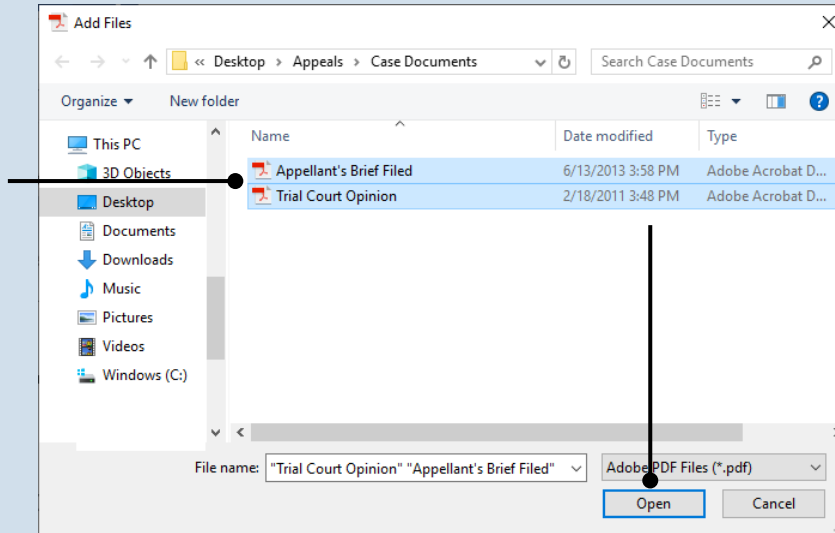 Add Files
« Desktop › Appeals › Case Documents
Search Case Documents
Organize
New folder
Name
Date modified
Type
This PC
3D Objects
Desktop
Documents
Downloads
Music
Pictures
Videos
Windows (C:)
Appellant's Brief Filed 6/13/2013 3:58 PM Adobe Acrobat D...
Trial Court Opinion 2/18/2011 3:48 PM Adobe Acrobat D...
File name: "Trial Court Opinion" "Appellant's Brief Filed"
Adobe PDF Files (*.pdf)
Open
Cancel